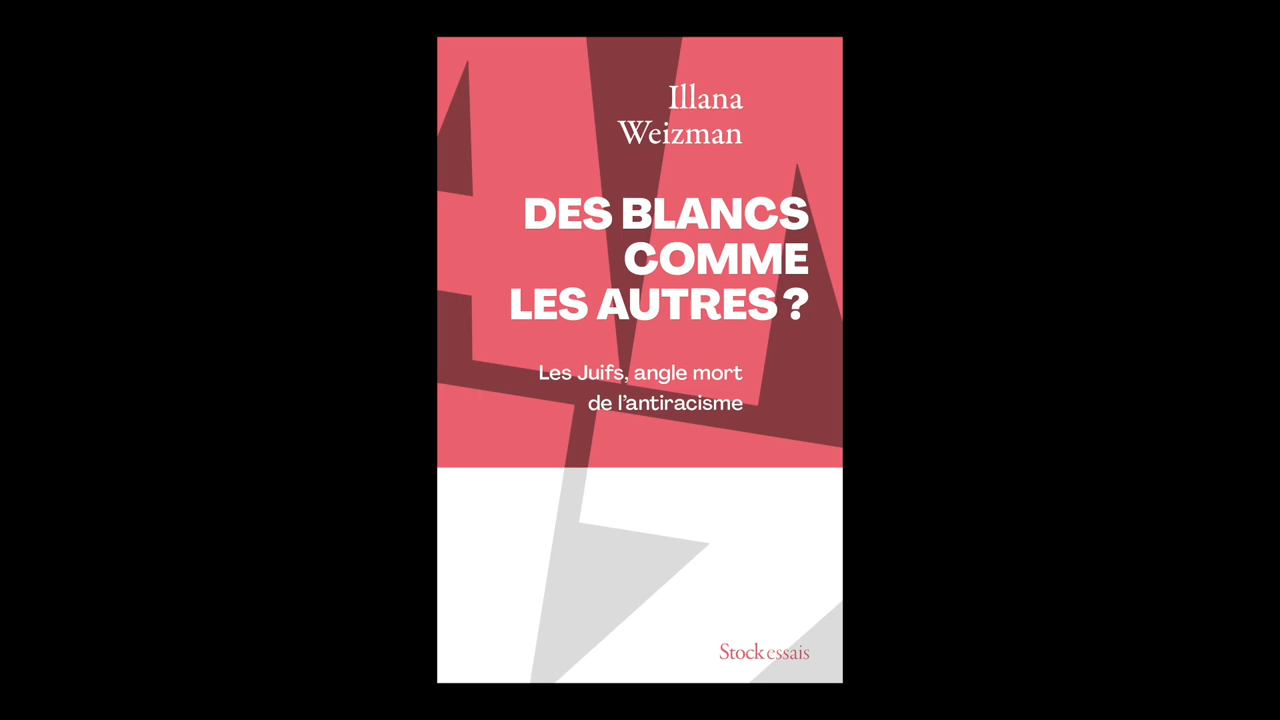 Illana
Weizman
DES BLANCS
COMME
LES AUTRES ?
Les Juifs, angle mort
de l’antiracisme
Stock essais